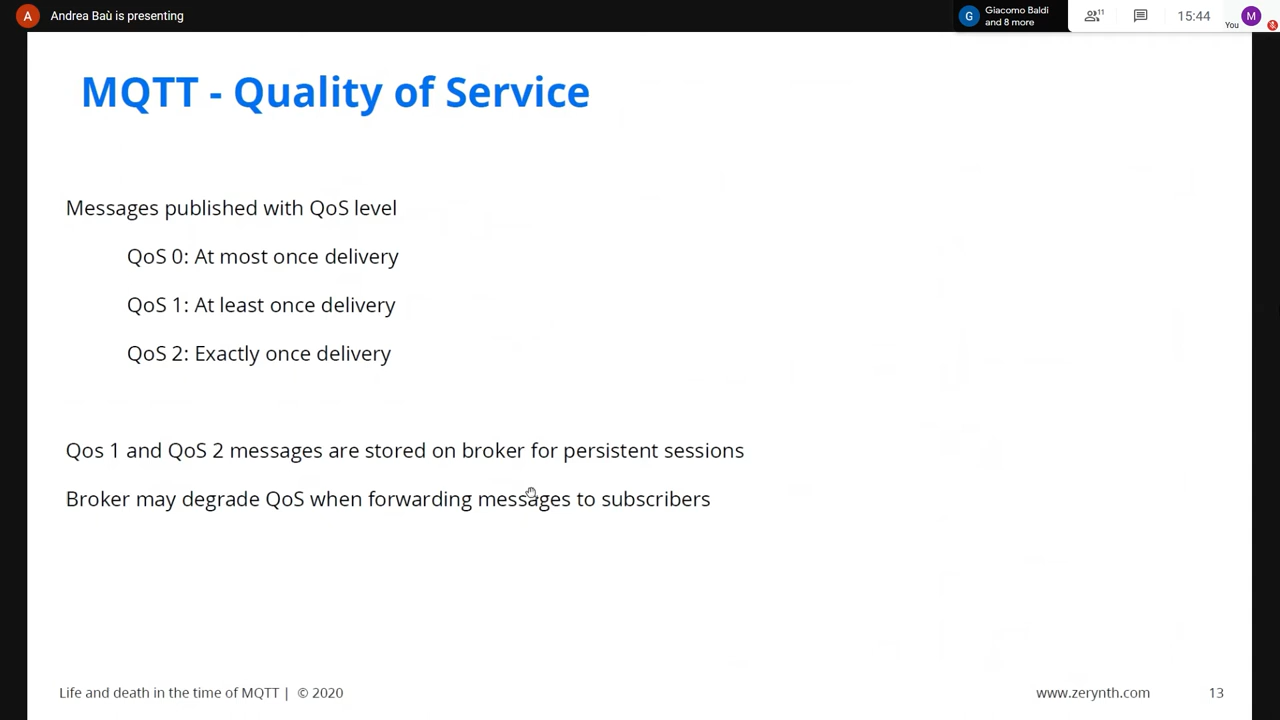 A Andrea Baù is presenting
G Giacomo Baldi
and 8 more
11
15:44
You M
MQTT - Quality of Service
Messages published with QoS level
QoS 0: At most once delivery
QoS 1: At least once delivery
QoS 2: Exactly once delivery
Qos 1 and QoS 2 messages are stored on broker for persistent sessions
Broker may degrade QoS when forwarding messages to subscribers
Life and death in the time of MQTT | © 2020
www.zerynth.com 13